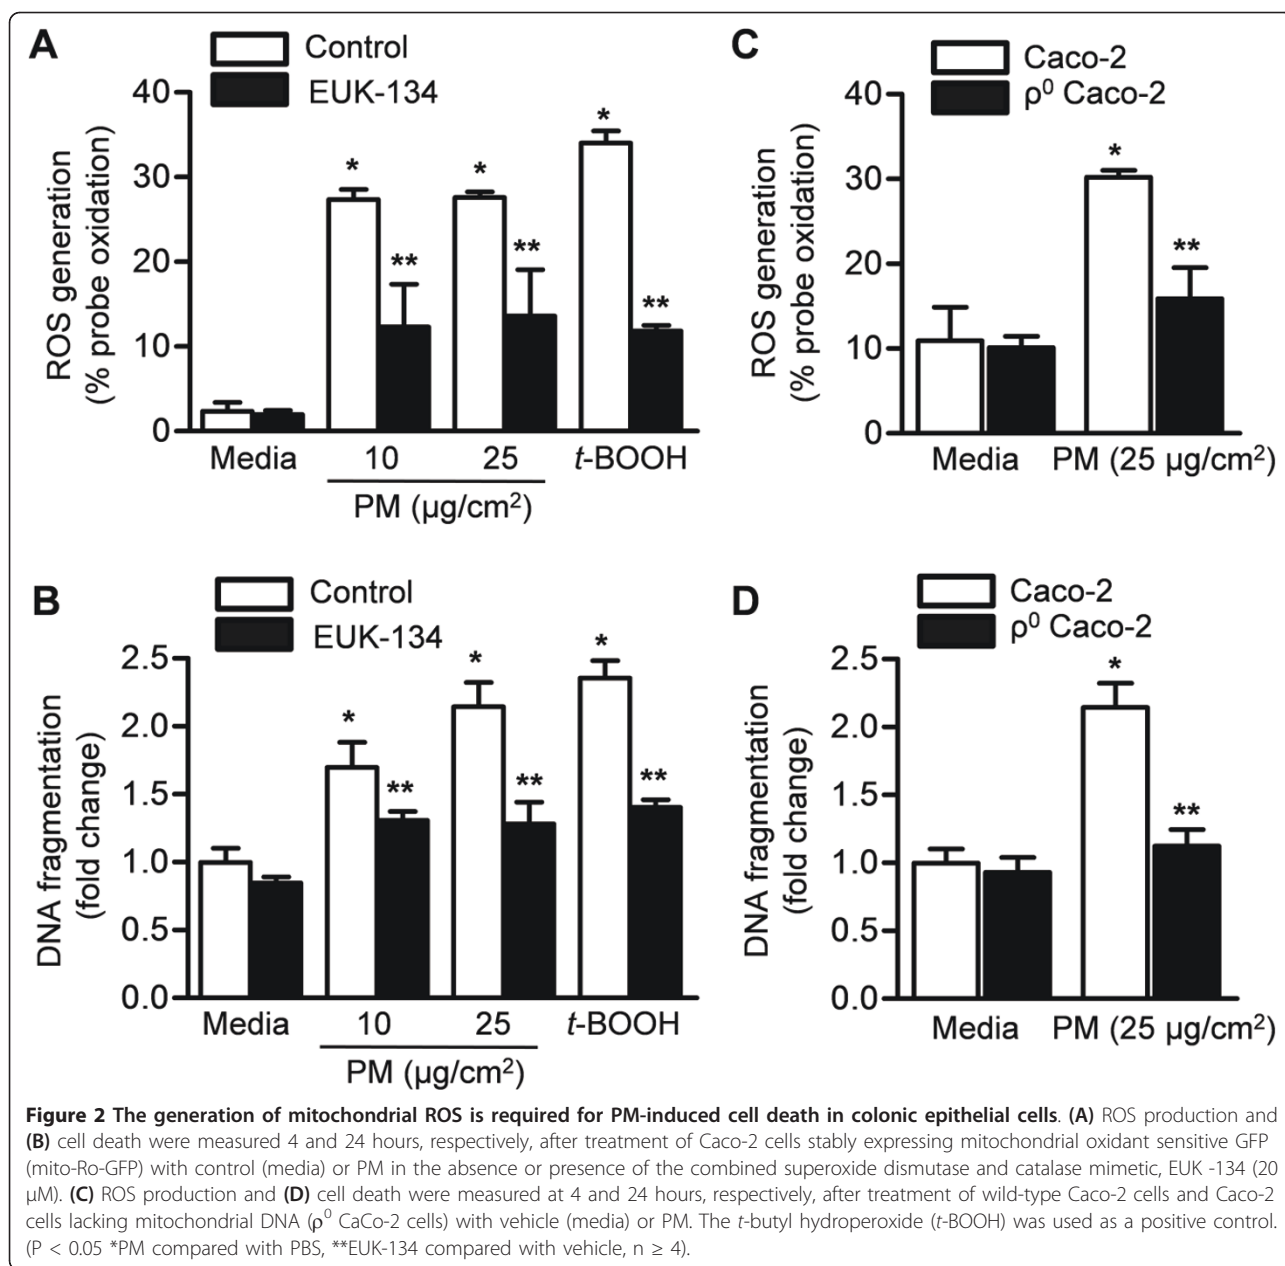 A
Control
EUK-134
ROS generation
(% probe oxidation)
40
30
20
10
0
*
**
*
**
*
**
Media
10
25
t-BOOH
PM (µg/cm²)
C
Caco-2
ρ⁰ Caco-2
ROS generation
(% probe oxidation)
40
30
20
10
0
*
**
Media
PM (25 µg/cm²)
B
Control
EUK-134
DNA fragmentation
(fold change)
2.5
2.0
1.5
1.0
0.5
0.0
*
**
*
**
*
**
Media
10
25
t-BOOH
PM (µg/cm²)
D
Caco-2
ρ⁰ Caco-2
DNA fragmentation
(fold change)
2.5
2.0
1.5
1.0
0.5
0.0
*
**
Media
PM (25 µg/cm²)
Figure 2 The generation of mitochondrial ROS is required for PM-induced cell death in colonic epithelial cells. (A) ROS production and
(B) cell death were measured 4 and 24 hours, respectively, after treatment of Caco-2 cells stably expressing mitochondrial oxidant sensitive GFP
(mito-Ro-GFP) with control (media) or PM in the absence or presence of the combined superoxide dismutase and catalase mimetic, EUK -134 (20
µM). (C) ROS production and (D) cell death were measured at 4 and 24 hours, respectively, after treatment of wild-type Caco-2 cells and Caco-2
cells lacking mitochondrial DNA (ρ⁰ CaCo-2 cells) with vehicle (media) or PM. The t-butyl hydroperoxide (t-BOOH) was used as a positive control.
(P < 0.05 *PM compared with PBS, **EUK-134 compared with vehicle, n ≥ 4).